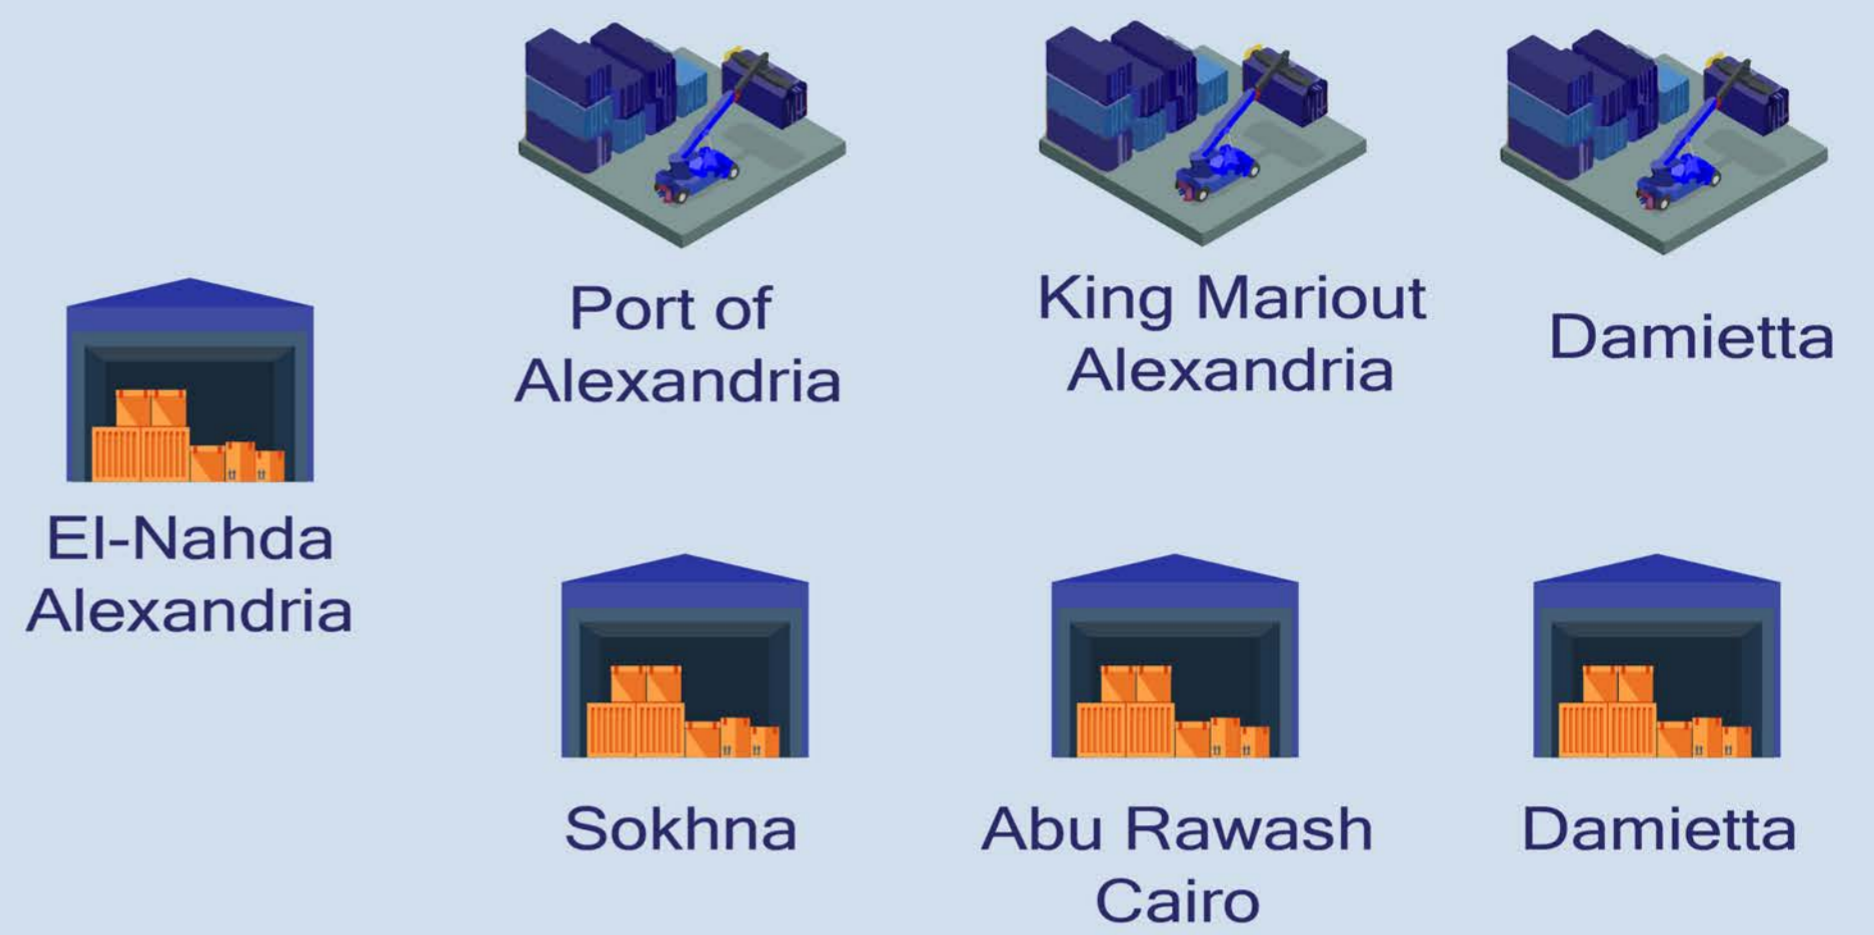 Port of
Alexandria
King Mariout
Alexandria
Damietta
El-Nahda
Alexandria
Sokhna
Abu Rawash
Cairo
Damietta